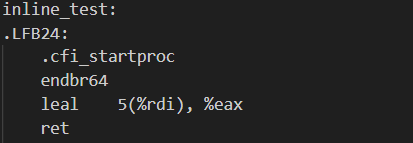 inline_test:
.LFB24:
    .cfi_startproc
    endbr64
    leal    5(%rdi), %eax
    ret